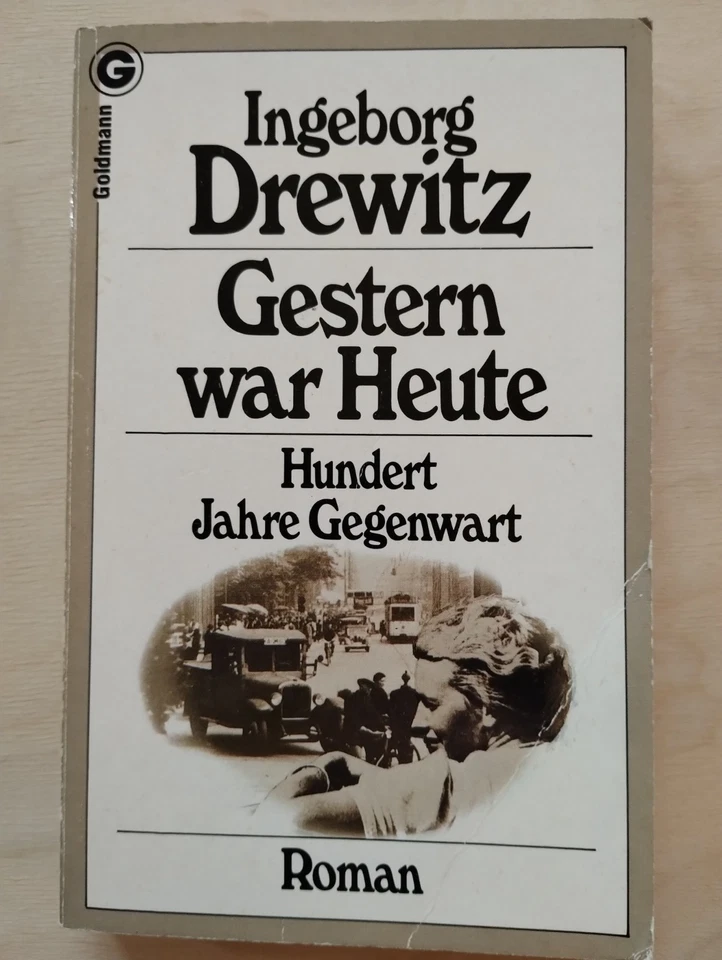 G
Goldmann
Ingeborg
Drewitz
Gestern
war Heute
Hundert
Jahre Gegenwart
Roman